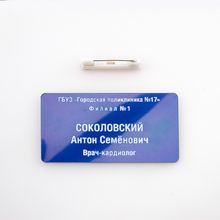 ГБУЗ «Городская поликлиника №17»
Филиал №1
СОКОЛОВСКИЙ
Антон Семёнович
Врач-кардиолог